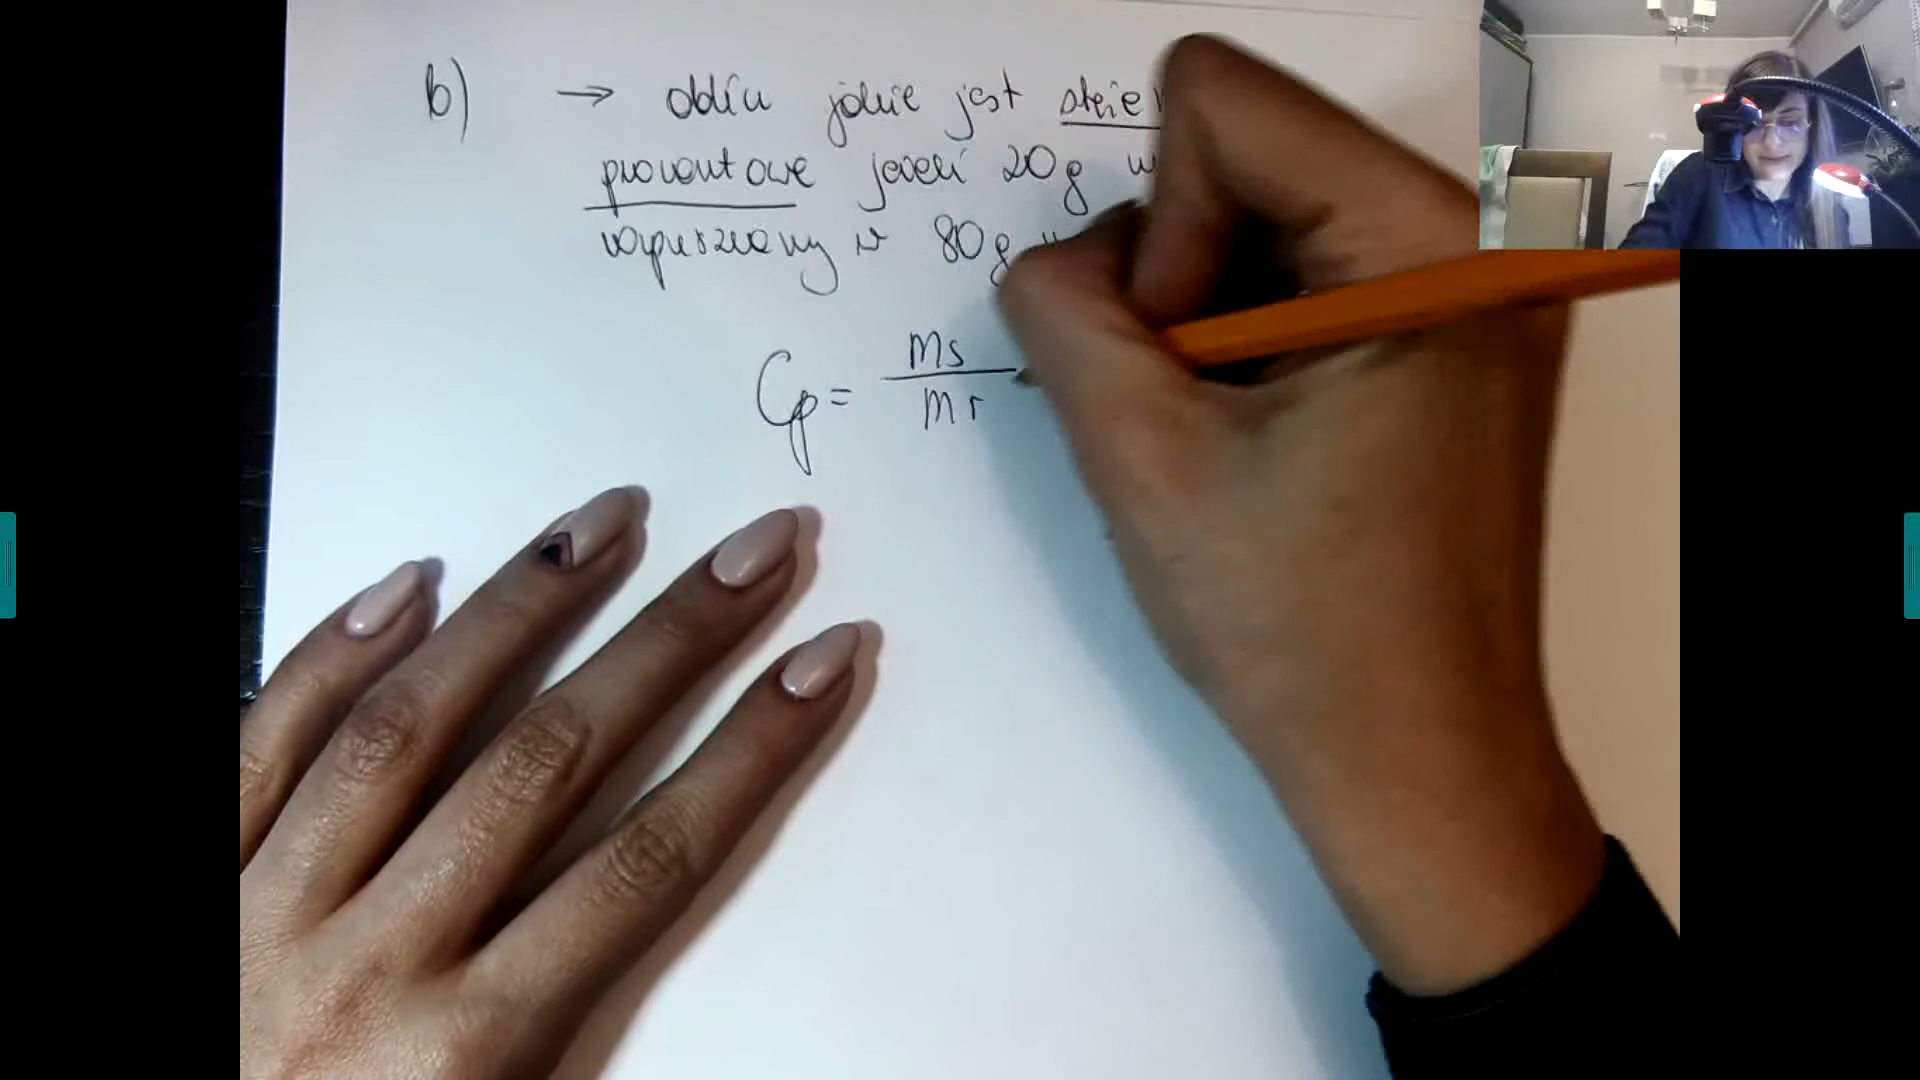 b) → oblicz jakie jest stęże
procentowe jeżeli 20g
rozpuszczony w 80g
Cp = ms / mr